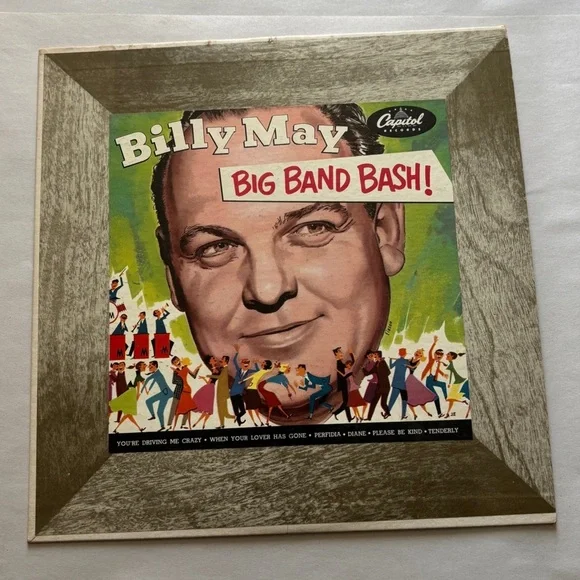 Billy May
Capitol
RECORDS
BIG BAND BASH!
YOU'RE DRIVING ME CRAZY • WHEN YOUR LOVER HAS GONE • PERFIDIA • DIANE • PLEASE BE KIND • TENDERLY